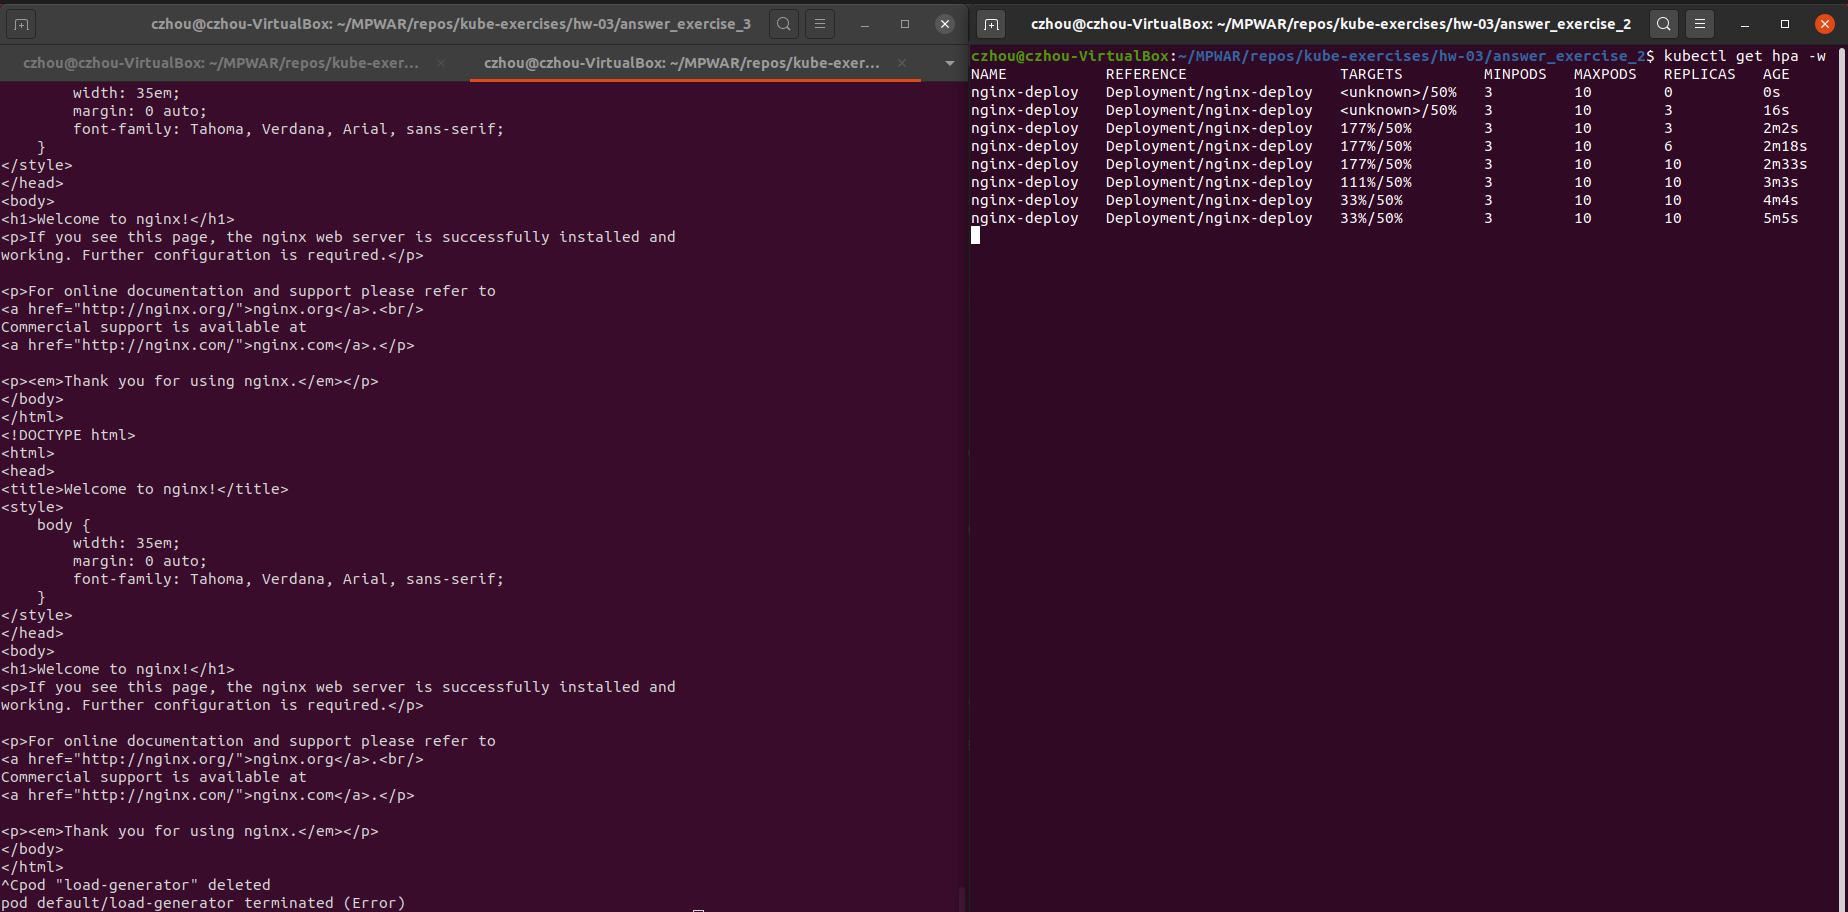 czhou@czhou-VirtualBox: ~/MPWAR/repos/kube-exercises/hw-03/answer_exercise_3
czhou@czhou-VirtualBox: ~/MPWAR/repos/kube-exer...
czhou@czhou-VirtualBox: ~/MPWAR/repos/kube-exer...
        width: 35em;
        margin: 0 auto;
        font-family: Tahoma, Verdana, Arial, sans-serif;
    }
</style>
</head>
<body>
<h1>Welcome to nginx!</h1>
<p>If you see this page, the nginx web server is successfully installed and
working. Further configuration is required.</p>

<p>For online documentation and support please refer to
<a href="http://nginx.org/">nginx.org</a>.<br/>
Commercial support is available at
<a href="http://nginx.com/">nginx.com</a>.</p>

<p><em>Thank you for using nginx.</em></p>
</body>
</html>
<!DOCTYPE html>
<html>
<head>
<title>Welcome to nginx!</title>
<style>
    body {
        width: 35em;
        margin: 0 auto;
        font-family: Tahoma, Verdana, Arial, sans-serif;
    }
</style>
</head>
<body>
<h1>Welcome to nginx!</h1>
<p>If you see this page, the nginx web server is successfully installed and
working. Further configuration is required.</p>

<p>For online documentation and support please refer to
<a href="http://nginx.org/">nginx.org</a>.<br/>
Commercial support is available at
<a href="http://nginx.com/">nginx.com</a>.</p>

<p><em>Thank you for using nginx.</em></p>
</body>
</html>
^Cpod "load-generator" deleted
pod default/load-generator terminated (Error)
czhou@czhou-VirtualBox: ~/MPWAR/repos/kube-exercises/hw-03/answer_exercise_2
czhou@czhou-VirtualBox:~/MPWAR/repos/kube-exercises/hw-03/answer_exercise_2$ kubectl get hpa -w
NAME           REFERENCE                 TARGETS         MINPODS   MAXPODS   REPLICAS   AGE
nginx-deploy   Deployment/nginx-deploy   <unknown>/50%   3         10        0          0s
nginx-deploy   Deployment/nginx-deploy   <unknown>/50%   3         10        3          16s
nginx-deploy   Deployment/nginx-deploy   177%/50%        3         10        3          2m2s
nginx-deploy   Deployment/nginx-deploy   177%/50%        3         10        6          2m18s
nginx-deploy   Deployment/nginx-deploy   177%/50%        3         10        10         2m33s
nginx-deploy   Deployment/nginx-deploy   111%/50%        3         10        10         3m3s
nginx-deploy   Deployment/nginx-deploy   33%/50%         3         10        10         4m4s
nginx-deploy   Deployment/nginx-deploy   33%/50%         3         10        10         5m5s